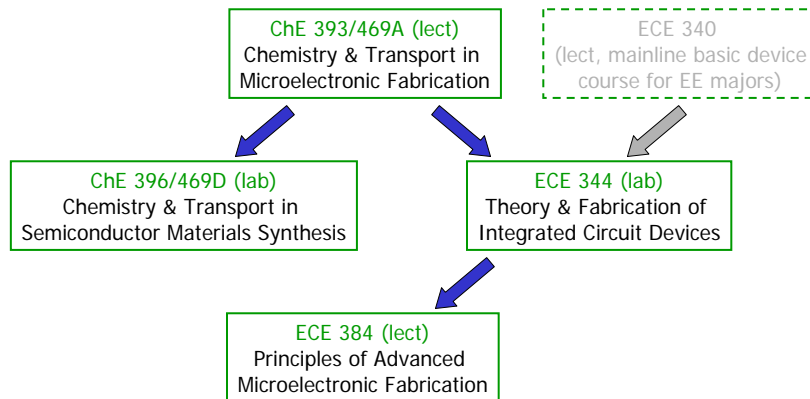 ChE 393/469A (lect)
Chemistry & Transport in
Microelectronic Fabrication
ECE 340
(lect, mainline basic device
course for EE majors)
ChE 396/469D (lab)
Chemistry & Transport in
Semiconductor Materials Synthesis
ECE 344 (lab)
Theory & Fabrication of
Integrated Circuit Devices
ECE 384 (lect)
Principles of Advanced
Microelectronic Fabrication